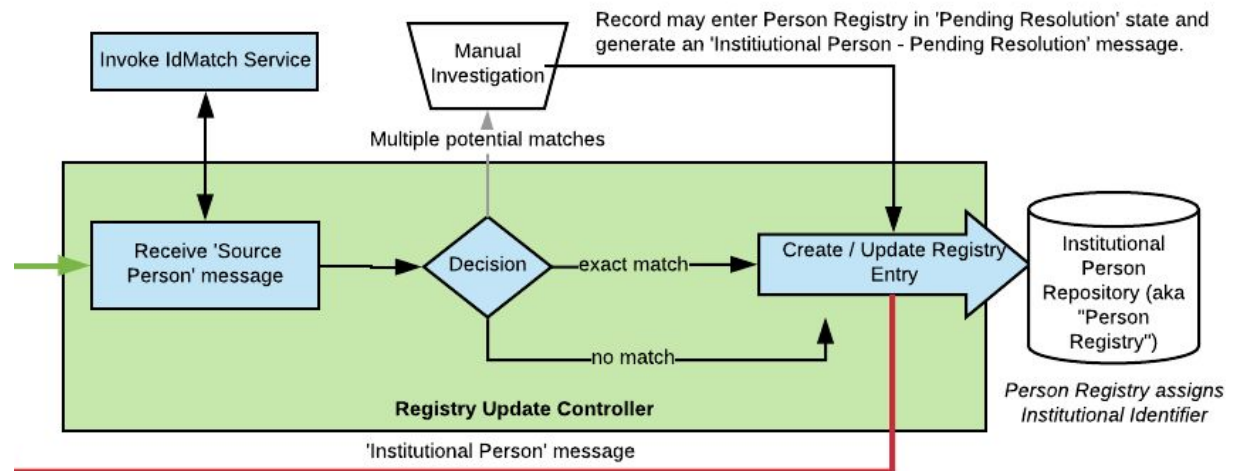 Record may enter Person Registry in 'Pending Resolution' state and
generate an 'Institiutional Person - Pending Resolution' message.
Invoke IdMatch Service
Manual
Investigation
Multiple potential matches
Receive 'Source
Person' message
Decision
exact match
no match
Create / Update Registry
Entry
Institutional
Person
Repository (aka
"Person
Registry")
Person Registry assigns
Institutional Identifier
Registry Update Controller
'Institutional Person' message